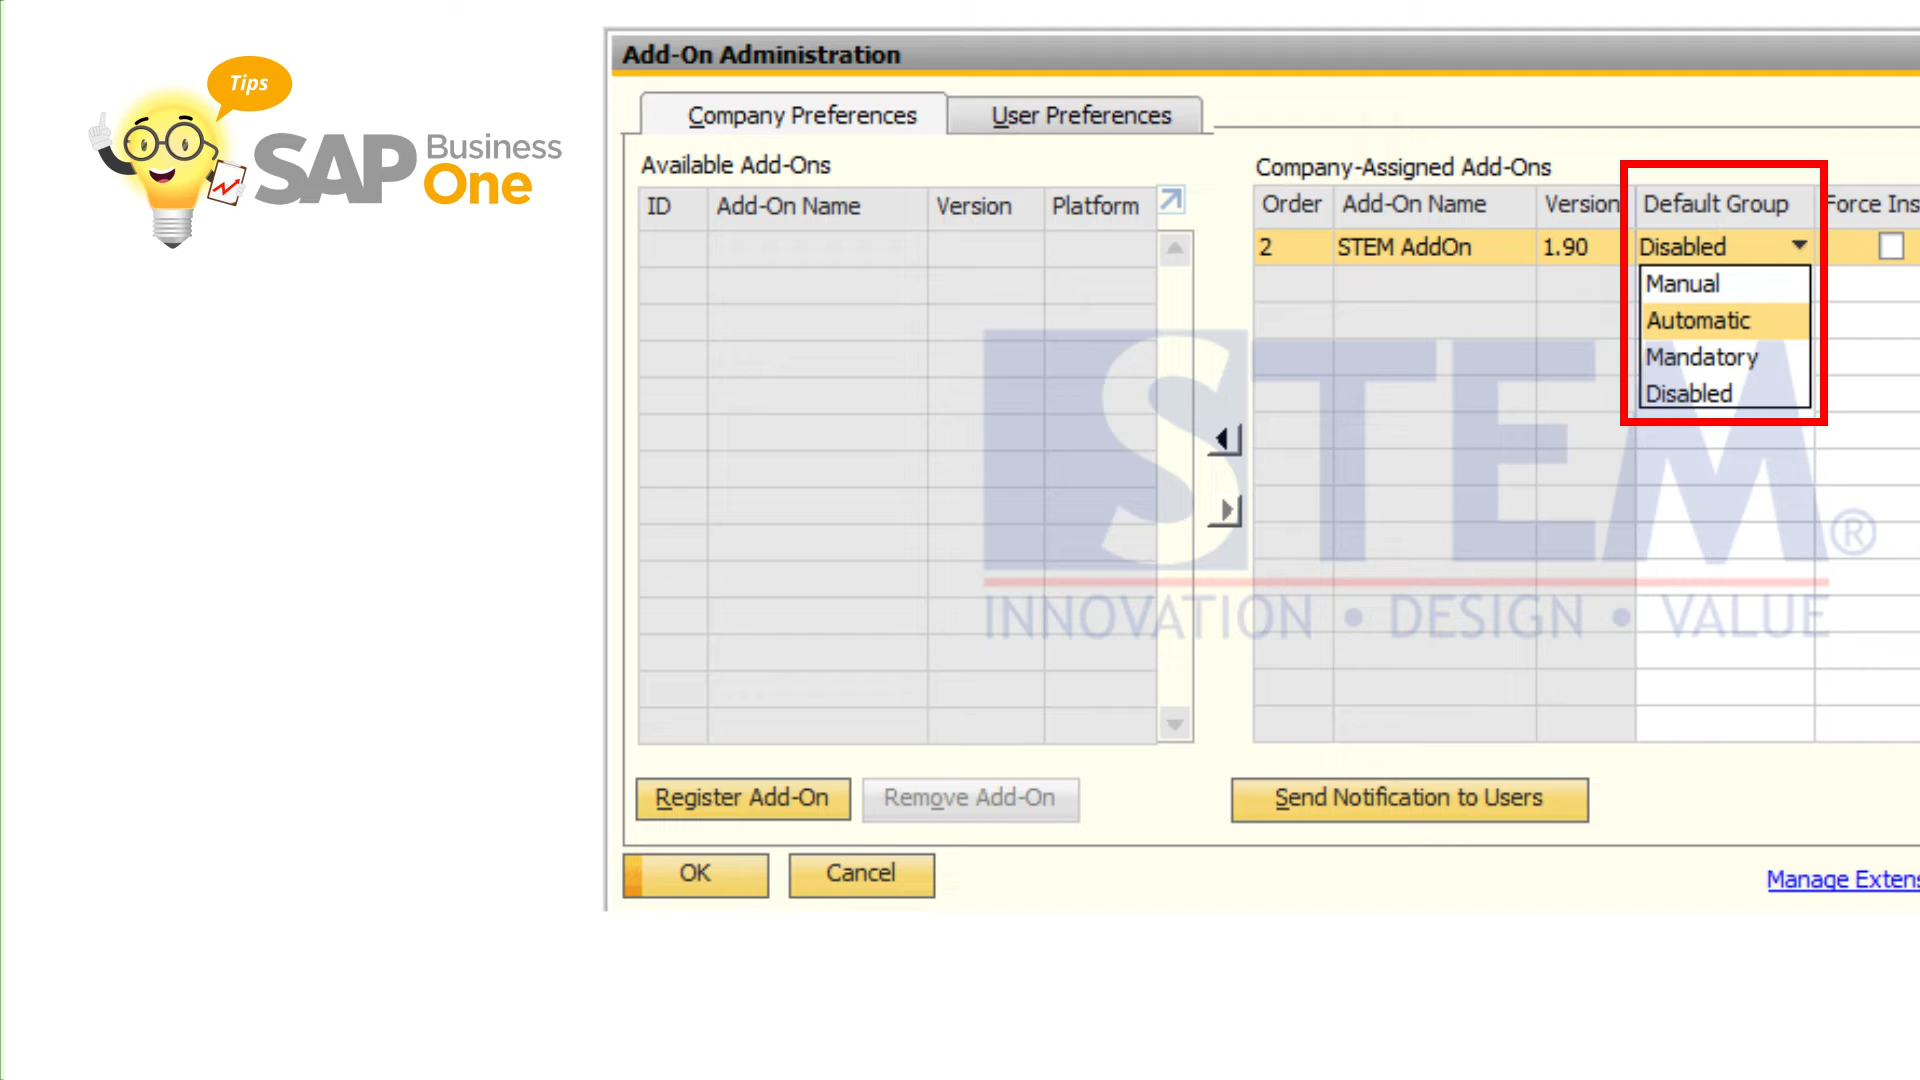 Tips
SAP Business One
Add-On Administration
Company Preferences
User Preferences
Available Add-Ons
ID Add-On Name Version Platform
Company-Assigned Add-Ons
Order Add-On Name Version Default Group Force Ins
2 STEM AddOn 1.90 Disabled
Manual
Automatic
Mandatory
Disabled
STEM®
INNOVATION • DESIGN • VALUE
Register Add-On
Remove Add-On
Send Notification to Users
OK
Cancel
Manage Extens